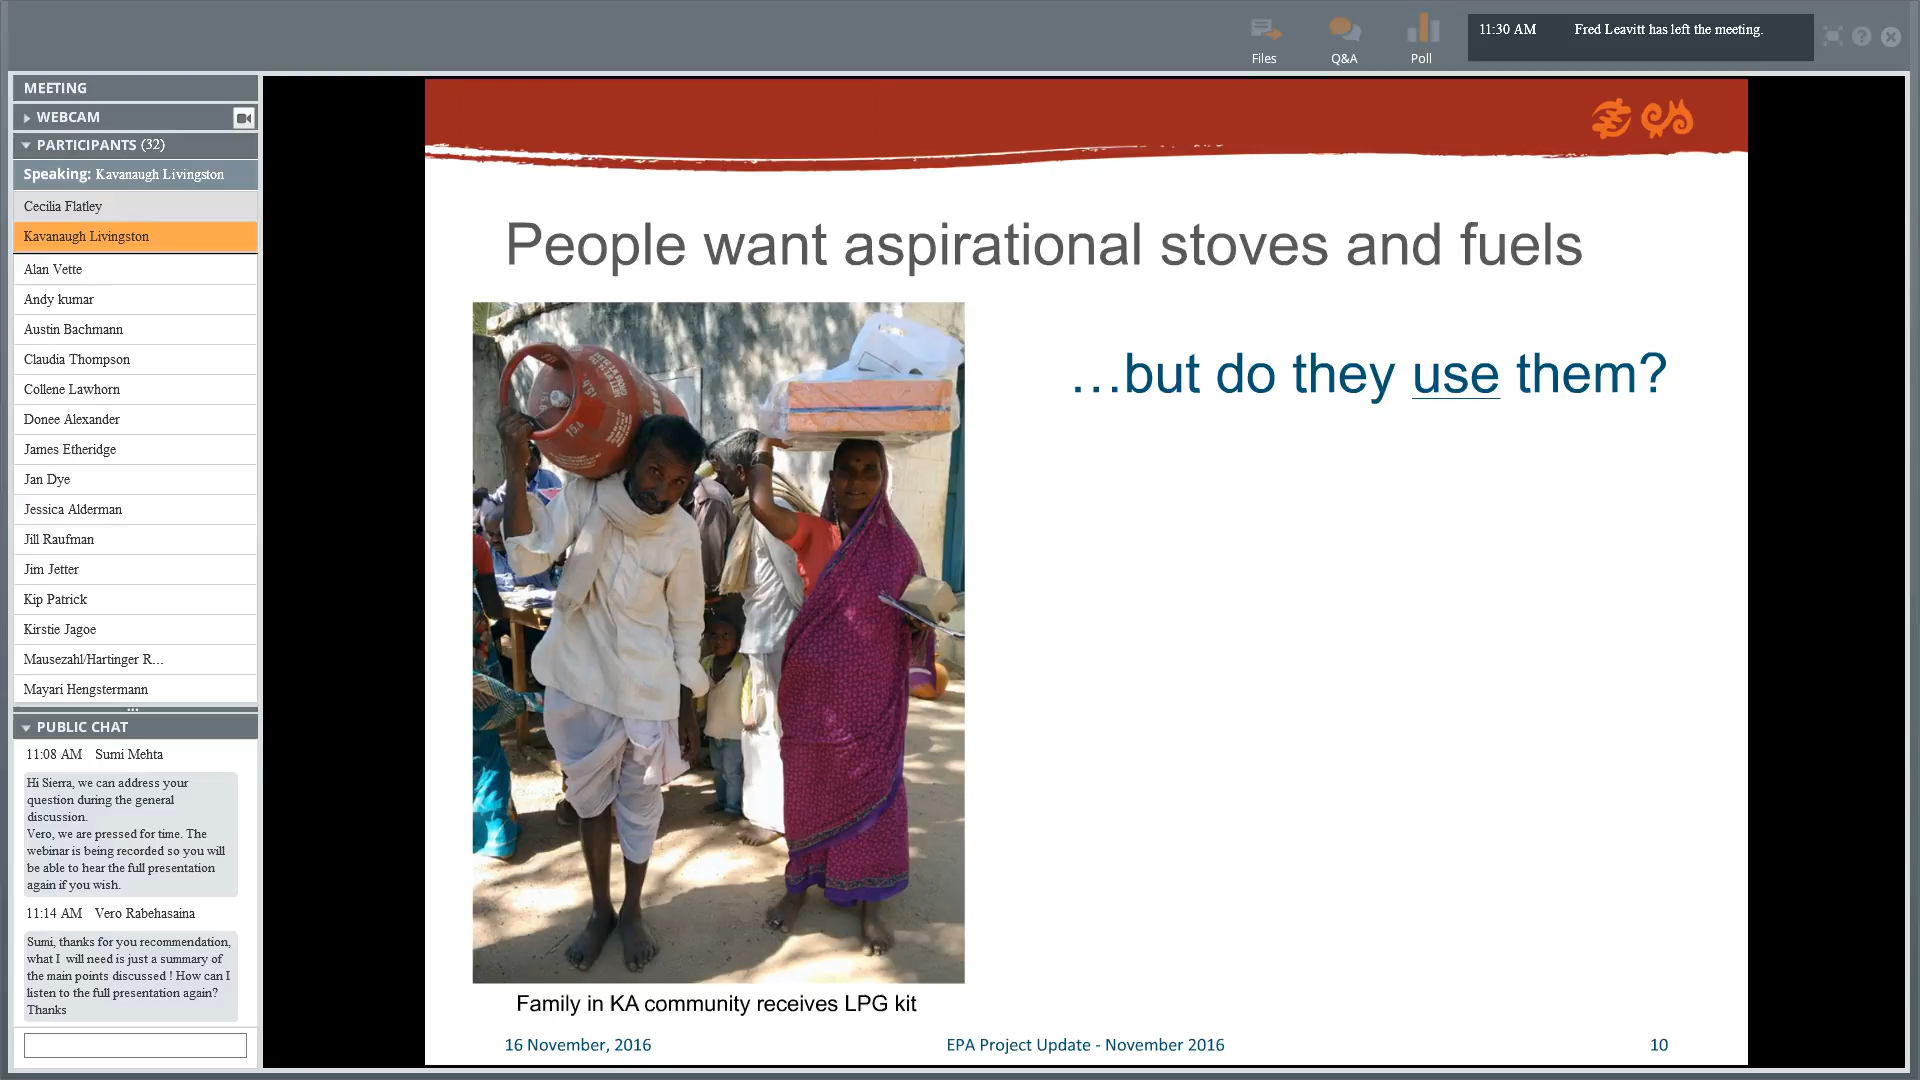 Files
Q&A
Poll
11:30 AM Fred Leavitt has left the meeting.
MEETING
WEBCAM
PARTICIPANTS (32)
Speaking: Kavanaugh Livingston
Cecilia Flatley
Kavanaugh Livingston
Alan Vette
Andy kumar
Austin Bachmann
Claudia Thompson
Collene Lawhorn
Donee Alexander
James Etheridge
Jan Dye
Jessica Alderman
Jill Raufman
Jim Jetter
Kip Patrick
Kirstie Jagoe
Mausezahl/Hartinger R...
Mayari Hengstermann
PUBLIC CHAT
11:08 AM Sumi Mehta
Hi Sierra, we can address your
question during the general
discussion.
Vero, we are pressed for time. The
webinar is being recorded so you will
be able to hear the full presentation
again if you wish.
11:14 AM Vero Rabehasaina
Sumi, thanks for you recommendation,
what I will need is just a summary of
the main points discussed ! How can I
listen to the full presentation again?
Thanks
People want aspirational stoves and fuels
…but do they use them?
Family in KA community receives LPG kit
16 November, 2016
EPA Project Update - November 2016
10